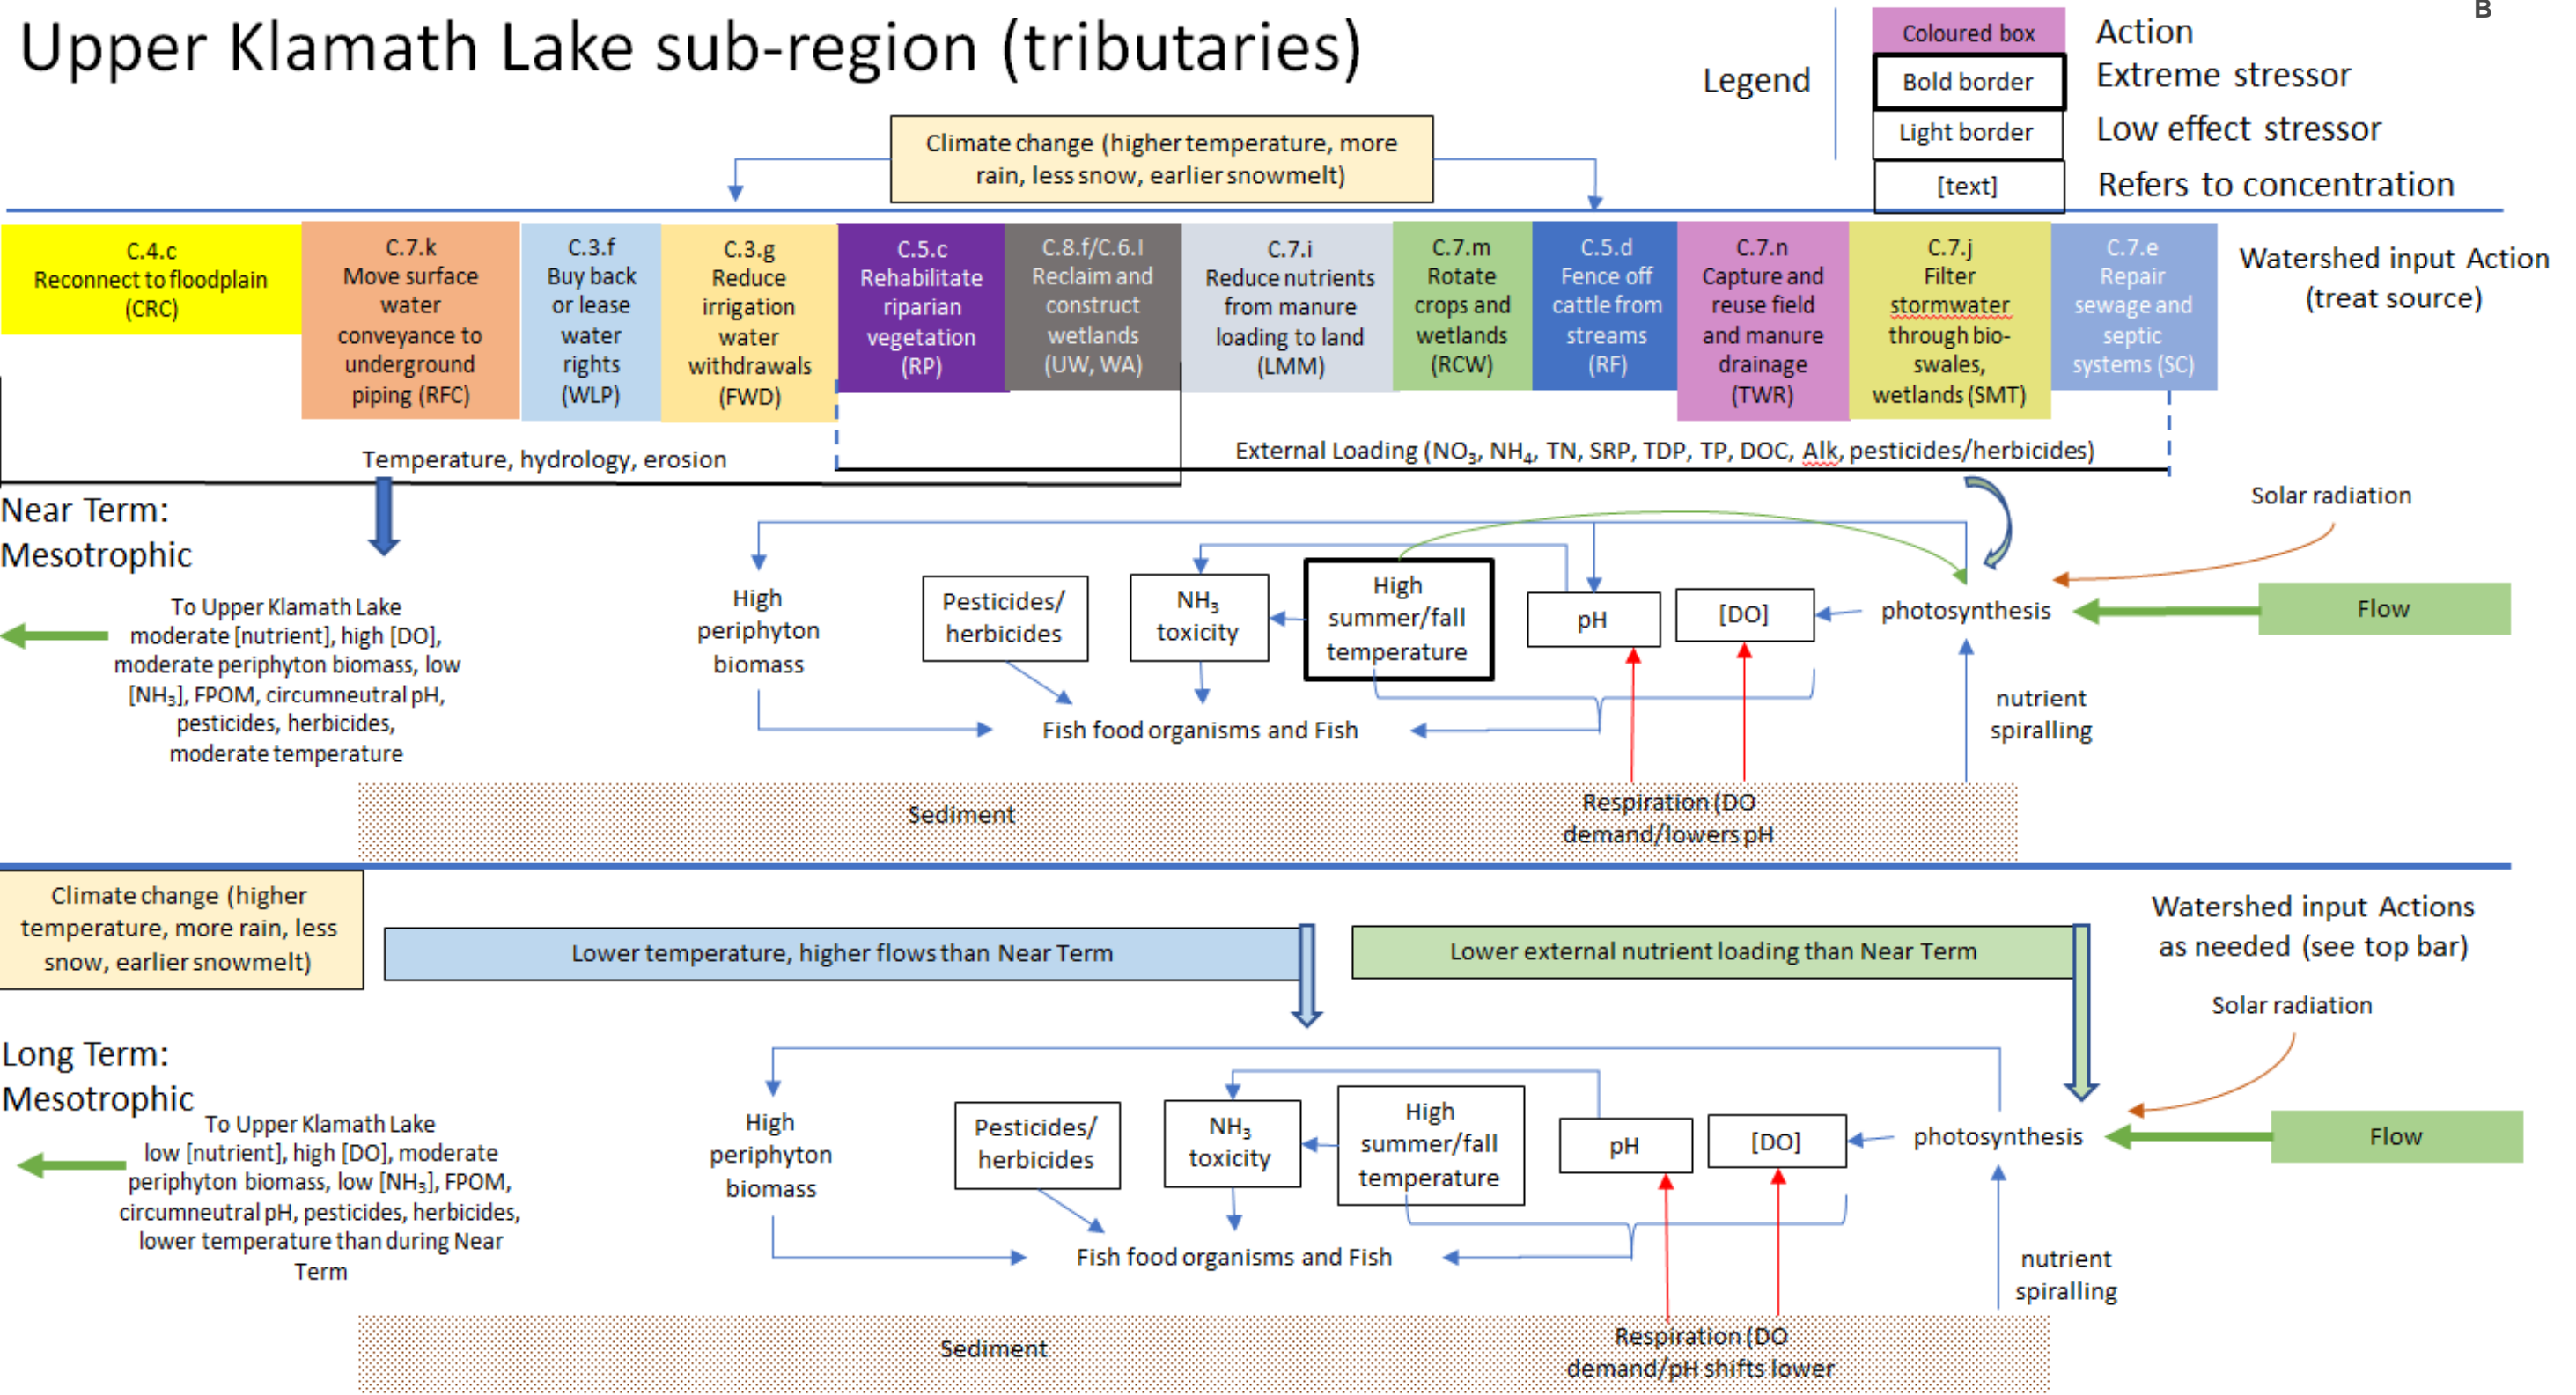 B
Upper Klamath Lake sub-region (tributaries)
Legend
Coloured box
Action
Bold border
Extreme stressor
Light border
Low effect stressor
[text]
Refers to concentration
Climate change (higher temperature, more
rain, less snow, earlier snowmelt)
C.4.c
Reconnect to floodplain
(CRC)
C.7.k
Move surface
water
conveyance to
underground
piping (RFC)
C.3.f
Buy back
or lease
water
rights
(WLP)
C.3.g
Reduce
irrigation
water
withdrawals
(FWD)
C.5.c
Rehabilitate
riparian
vegetation
(RP)
C.8.f/C.6.I
Reclaim and
construct
wetlands
(UW, WA)
C.7.i
Reduce nutrients
from manure
loading to land
(LMM)
C.7.m
Rotate
crops and
wetlands
(RCW)
C.5.d
Fence off
cattle from
streams
(RF)
C.7.n
Capture and
reuse field
and manure
drainage
(TWR)
C.7.j
Filter
stormwater
through bio-
swales,
wetlands (SMT)
C.7.e
Repair
sewage and
septic
systems (SC)
Watershed input Action
(treat source)
Temperature, hydrology, erosion
External Loading (NO₃, NH₄, TN, SRP, TDP, TP, DOC, Alk, pesticides/herbicides)
Near Term:
Mesotrophic
To Upper Klamath Lake
moderate [nutrient], high [DO],
moderate periphyton biomass, low
[NH₃], FPOM, circumneutral pH,
pesticides, herbicides,
moderate temperature
High
periphyton
biomass
Pesticides/
herbicides
NH₃
toxicity
High
summer/fall
temperature
pH
[DO]
photosynthesis
Solar radiation
Flow
nutrient
spiralling
Fish food organisms and Fish
Sediment
Respiration (DO
demand/lowers pH
Climate change (higher
temperature, more rain, less
snow, earlier snowmelt)
Lower temperature, higher flows than Near Term
Lower external nutrient loading than Near Term
Watershed input Actions
as needed (see top bar)
Long Term:
Mesotrophic
To Upper Klamath Lake
low [nutrient], high [DO], moderate
periphyton biomass, low [NH₃], FPOM,
circumneutral pH, pesticides, herbicides,
lower temperature than during Near
Term
High
periphyton
biomass
Pesticides/
herbicides
NH₃
toxicity
High
summer/fall
temperature
pH
[DO]
photosynthesis
Solar radiation
Flow
nutrient
spiralling
Fish food organisms and Fish
Sediment
Respiration (DO
demand/pH shifts lower